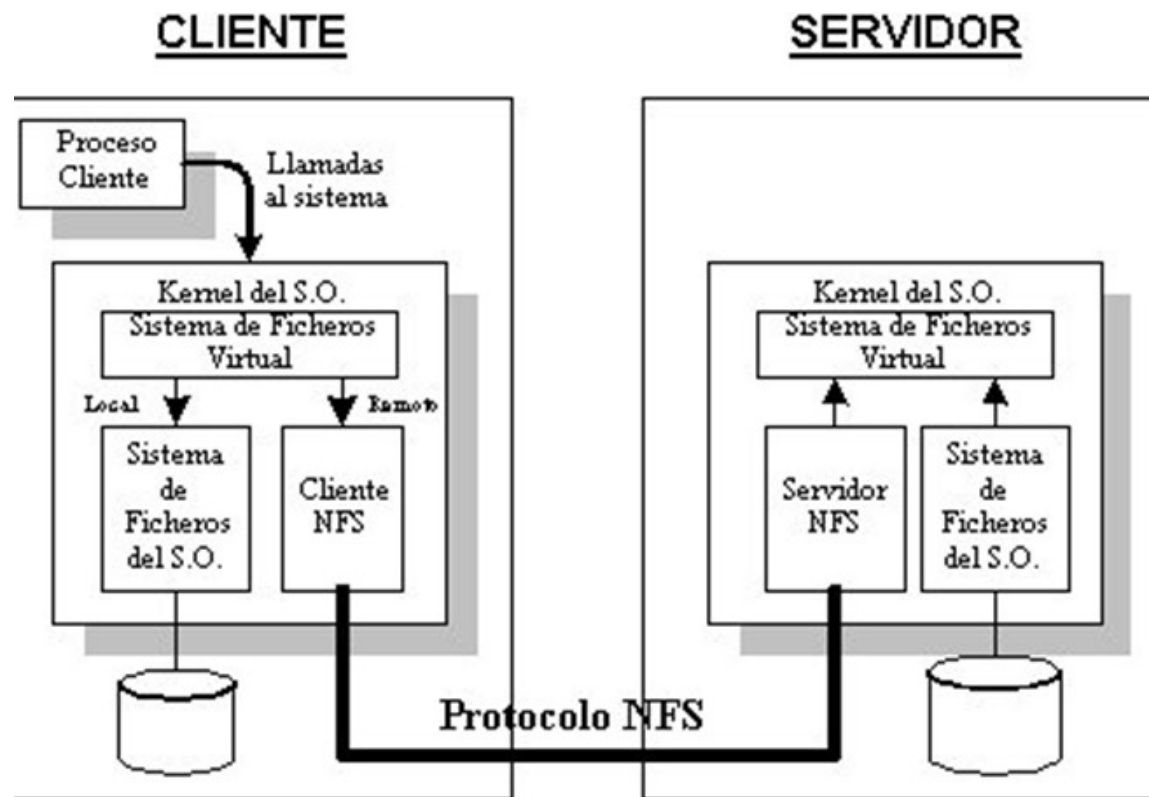 CLIENTE
SERVIDOR
Proceso
Cliente
Llamadas
al sistema
Kernel del S.O.
Sistema de Ficheros
Virtual
Local
Remoto
Sistema
de
Ficheros
del S.O.
Cliente
NFS
Kernel del S.O.
Sistema de Ficheros
Virtual
Servidor
NFS
Sistema
de
Ficheros
del S.O.
Protocolo NFS